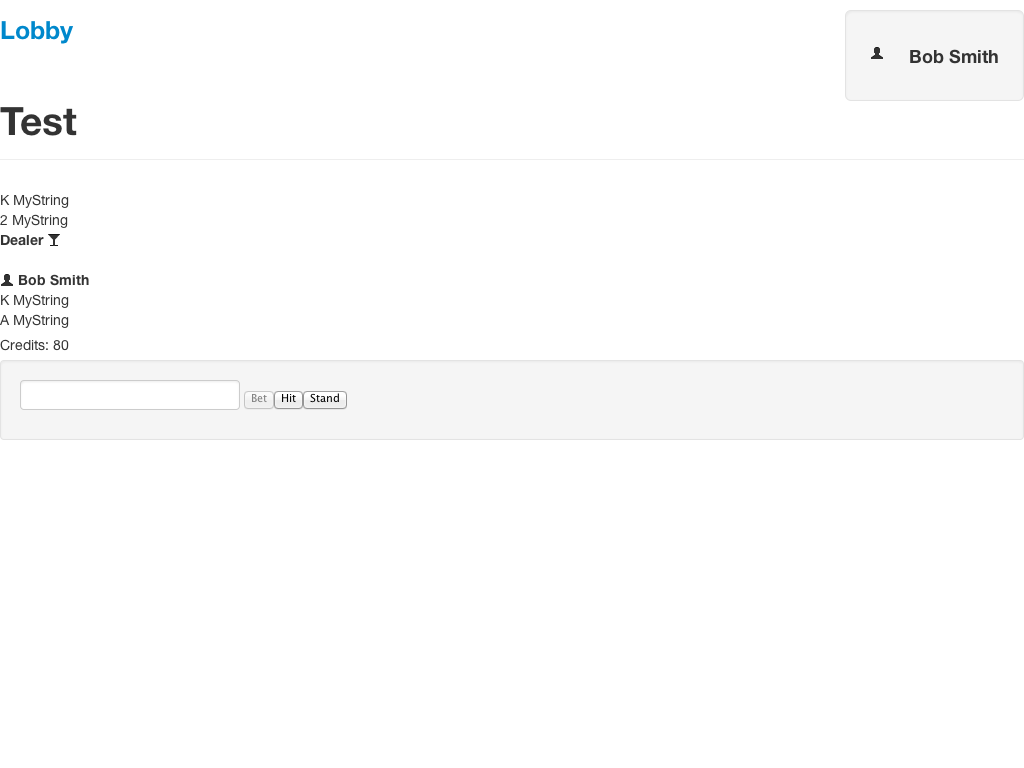 Lobby
Bob Smith
Test
K MyString
2 MyString
Dealer
Bob Smith
K MyString
A MyString
Credits: 80
Bet Hit Stand